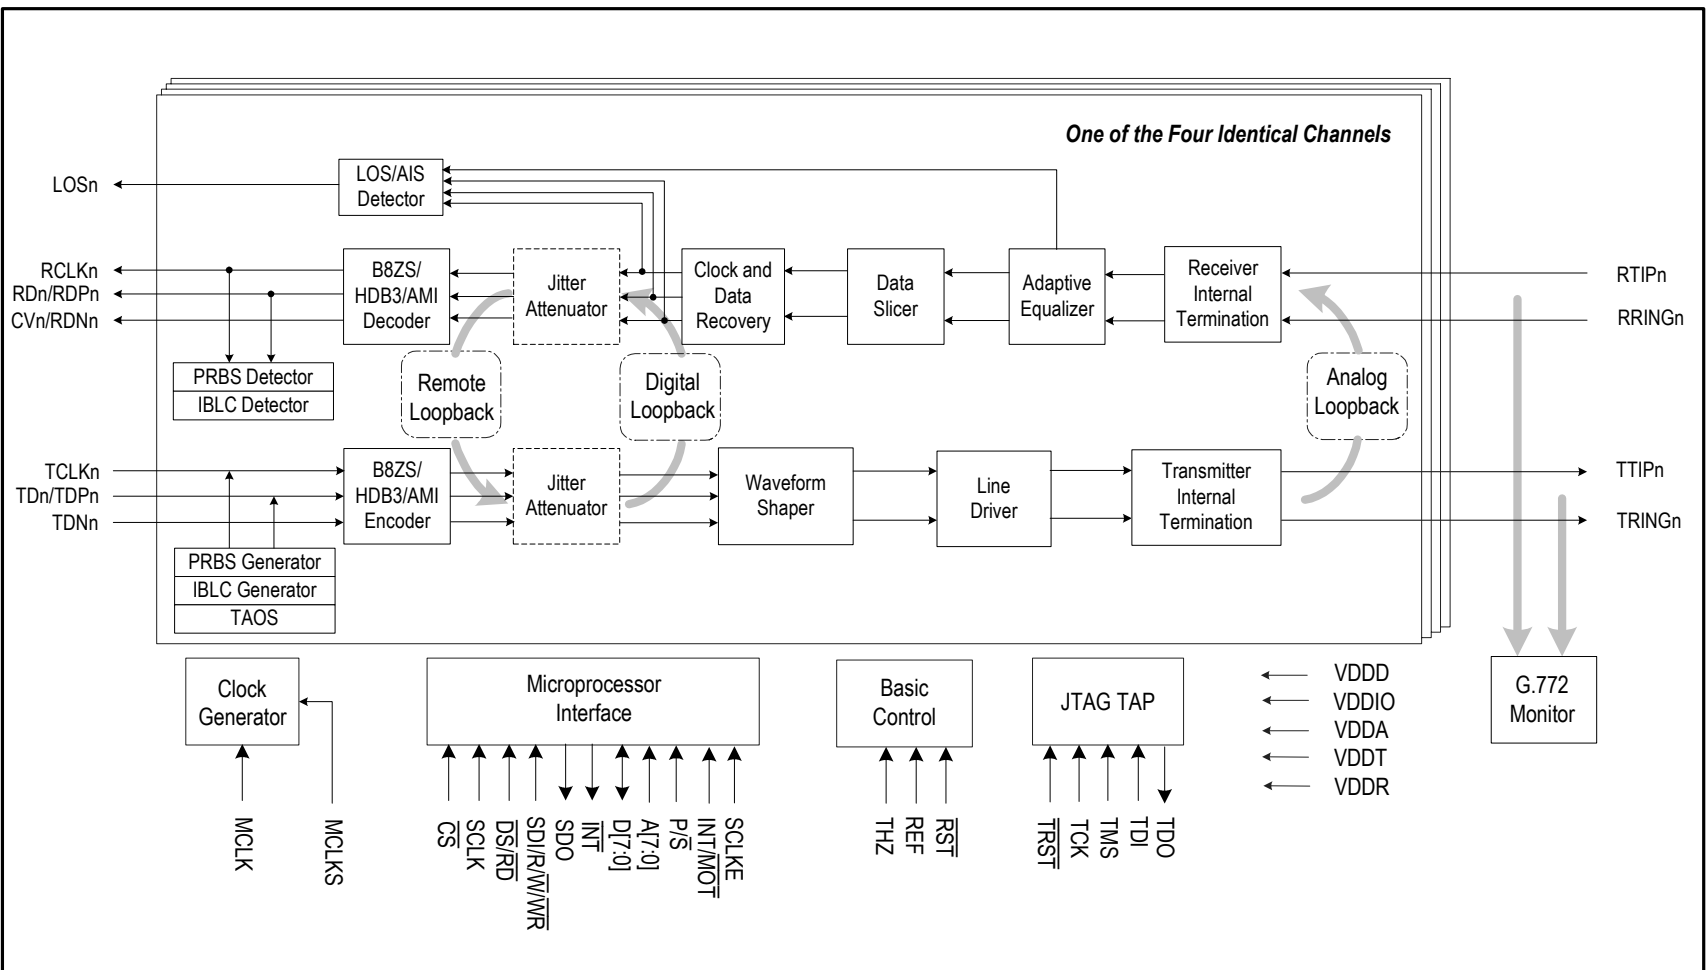 One of the Four Identical Channels
LOSn
LOS/AIS
Detector
RCLKn
RDn/RDPn
CVn/RDNn
B8ZS/
HDB3/AMI
Decoder
Jitter
Attenuator
Clock and
Data
Recovery
Data
Slicer
Adaptive
Equalizer
Receiver
Internal
Termination
RTIPn
RRINGn
PRBS Detector
IBLC Detector
Remote
Loopback
Digital
Loopback
Analog
Loopback
TCLKn
TDn/TDPn
TDNn
B8ZS/
HDB3/AMI
Encoder
Jitter
Attenuator
Waveform
Shaper
Line
Driver
Transmitter
Internal
Termination
TTIPn
TRINGn
PRBS Generator
IBLC Generator
TAOS
Clock
Generator
Microprocessor
Interface
Basic
Control
JTAG TAP
VDDD
VDDIO
VDDA
VDDT
VDDR
G.772
Monitor
MCLK
MCLKS
CS
SCLK
DS/RD
SDI/R/W/WR
SDO
INT
D[7:0]
A[7:0]
P/S
INT/MOT
SCLKE
THZ
REF
RST
TRST
TCK
TMS
TDI
TDO